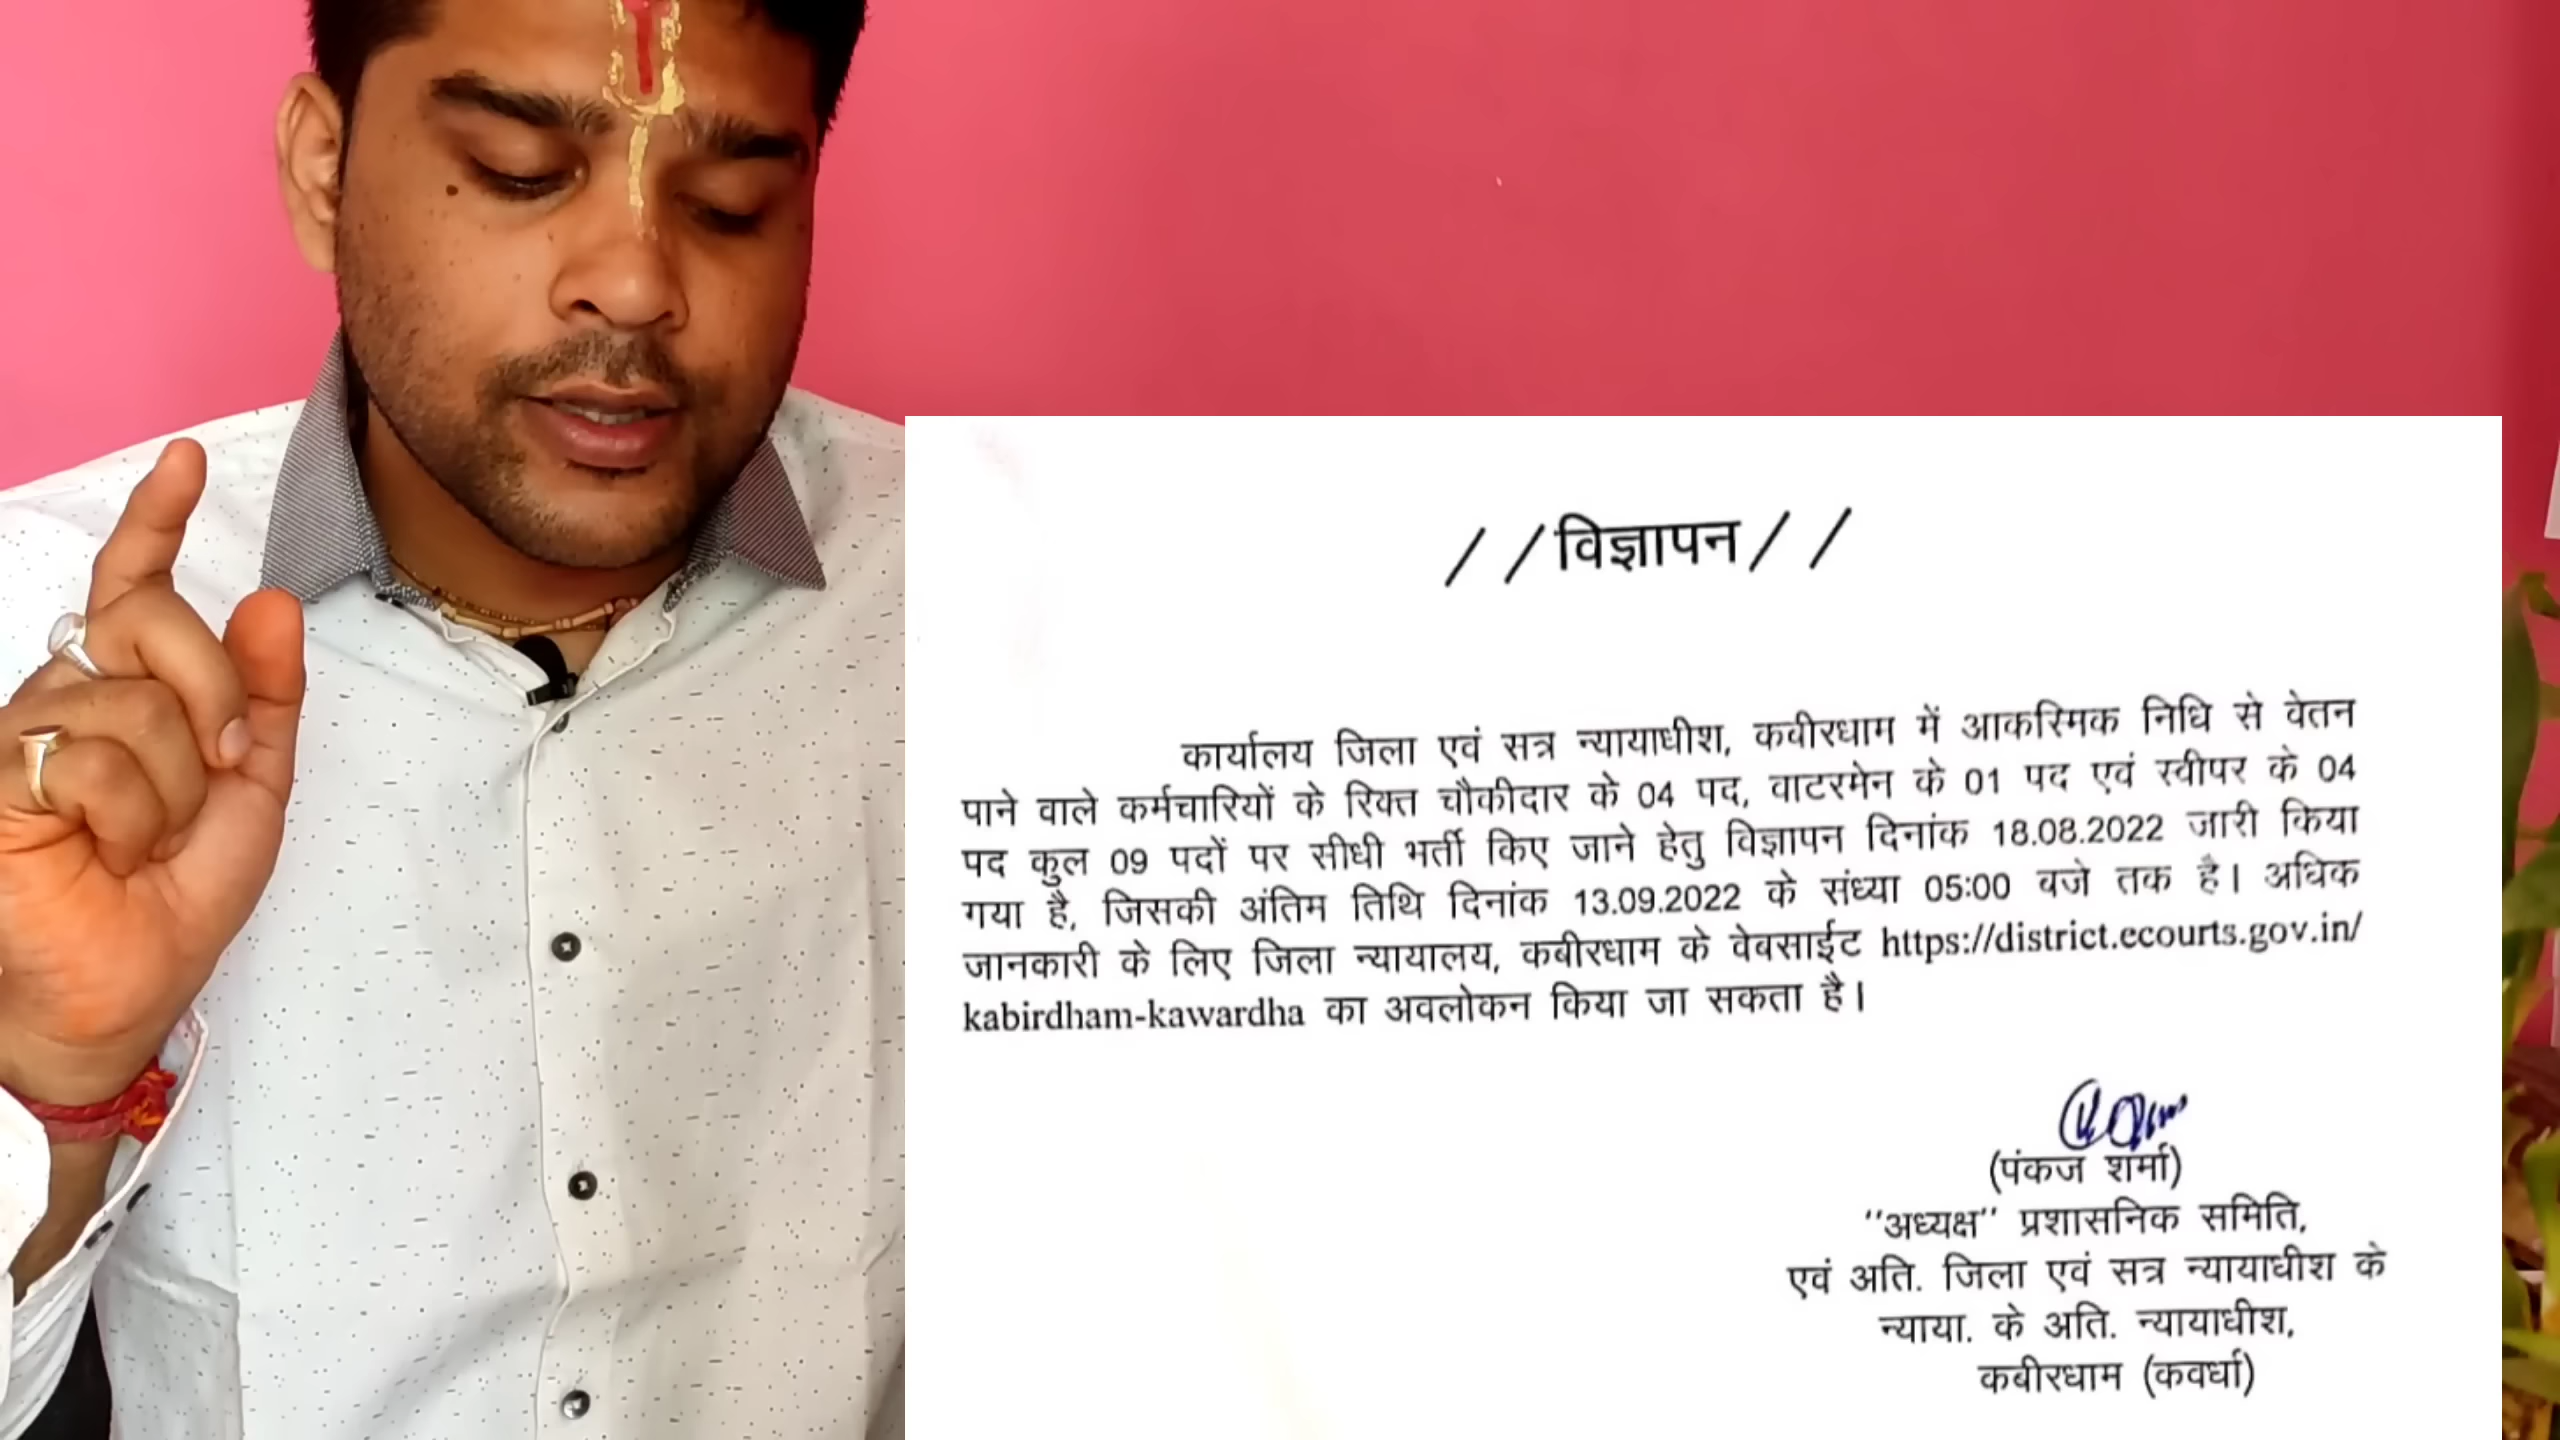 //विज्ञापन//
कार्यालय जिला एवं सत्र न्यायाधीश, कबीरधाम में आकस्मिक निधि से वेतन
पाने वाले कर्मचारियों के रिक्त चौकीदार के 04 पद, वाटरमेन के 01 पद एवं स्वीपर के 04
पद कुल 09 पदों पर सीधी भर्ती किए जाने हेतु विज्ञापन दिनांक 18.08.2022 जारी किया
गया है, जिसकी अंतिम तिथि दिनांक 13.09.2022 के संध्या 05:00 बजे तक है। अधिक
जानकारी के लिए जिला न्यायालय, कबीरधाम के वेबसाईट https://district.ecourts.gov.in/
kabirdham-kawardha का अवलोकन किया जा सकता है।
(पंकज शर्मा)
''अध्यक्ष'' प्रशासनिक समिति,
एवं अति. जिला एवं सत्र न्यायाधीश के
न्याया. के अति. न्यायाधीश,
कबीरधाम (कवर्धा)